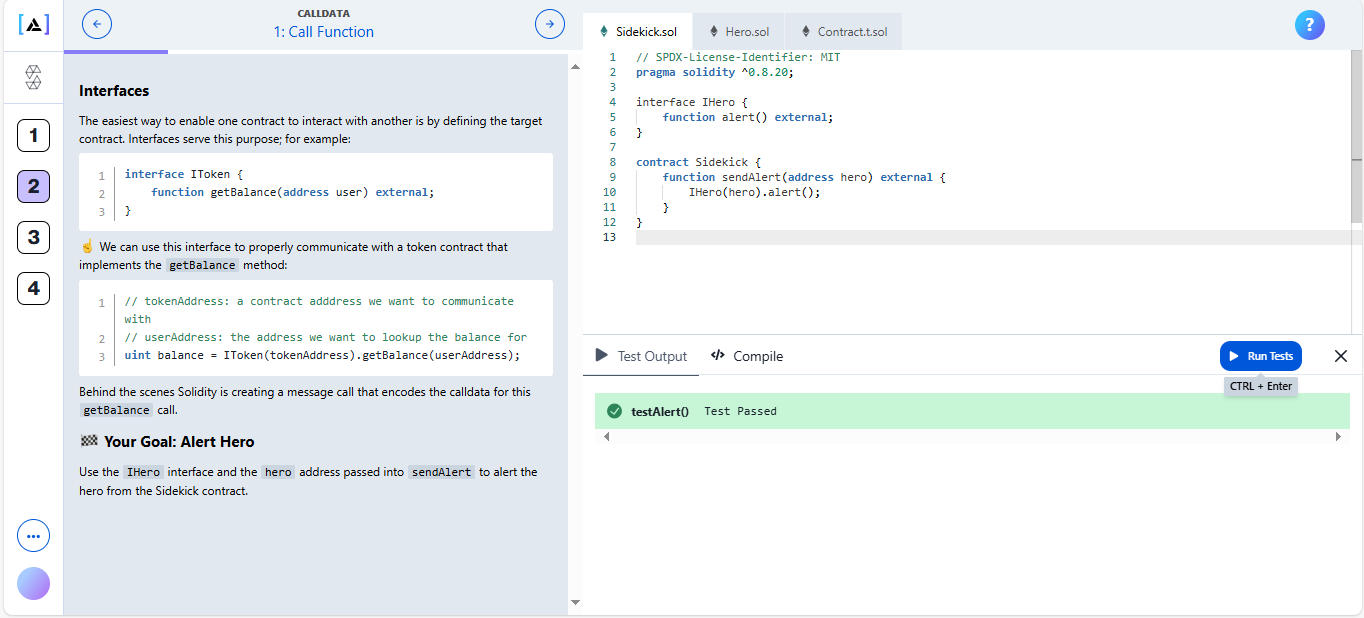 [A]
CALLDATA
1: Call Function
1
2
3
4
Interfaces
The easiest way to enable one contract to interact with another is by defining the target
contract. Interfaces serve this purpose; for example:
1 interface IToken {
2 function getBalance(address user) external;
3 }
☝️ We can use this interface to properly communicate with a token contract that
implements the getBalance method:
1 // tokenAddress: a contract adddress we want to communicate
with
2 // userAddress: the address we want to lookup the balance for
3 uint balance = IToken(tokenAddress).getBalance(userAddress);
Behind the scenes Solidity is creating a message call that encodes the calldata for this
getBalance call.
🏁 Your Goal: Alert Hero
Use the IHero interface and the hero address passed into sendAlert to alert the
hero from the Sidekick contract.
Sidekick.sol Hero.sol Contract.t.sol
?
1 // SPDX-License-Identifier: MIT
2 pragma solidity ^0.8.20;
3
4 interface IHero {
5 function alert() external;
6 }
7
8 contract Sidekick {
9 function sendAlert(address hero) external {
10 IHero(hero).alert();
11 }
12 }
13
Test Output </> Compile Run Tests
CTRL + Enter
testAlert() Test Passed